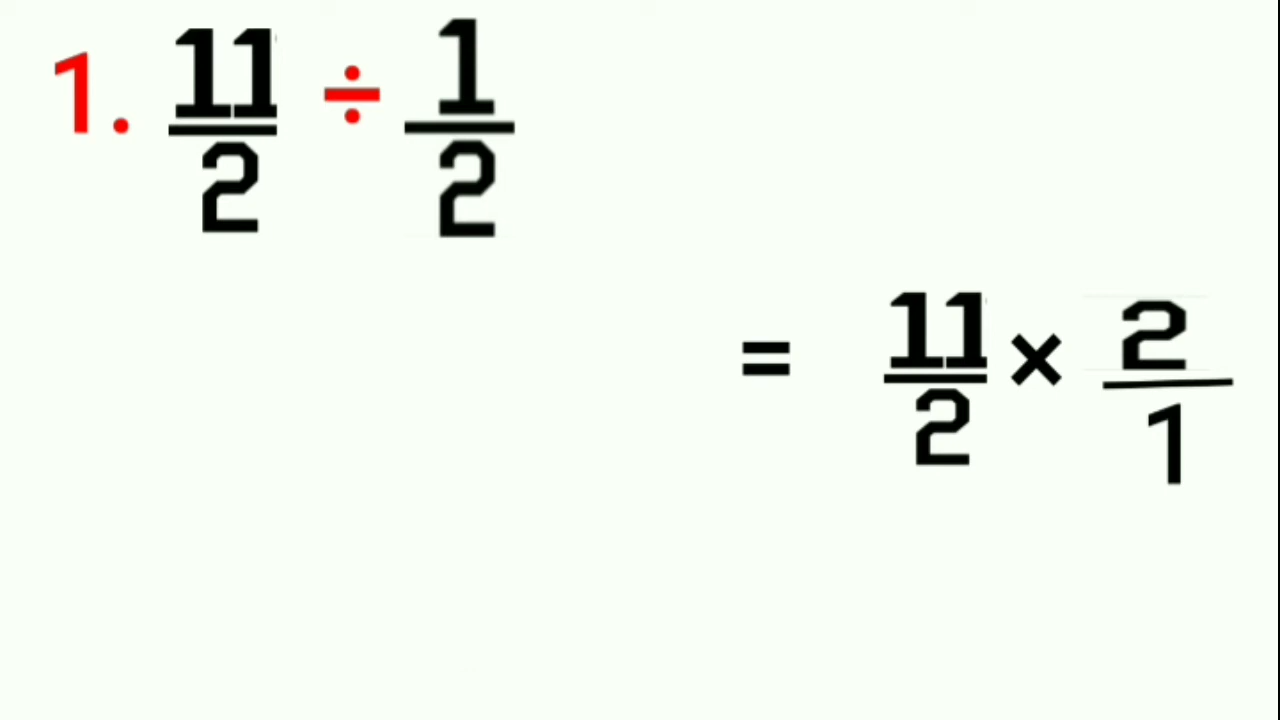 1. 11/2 ÷ 1/2
= 11/2 × 2/1